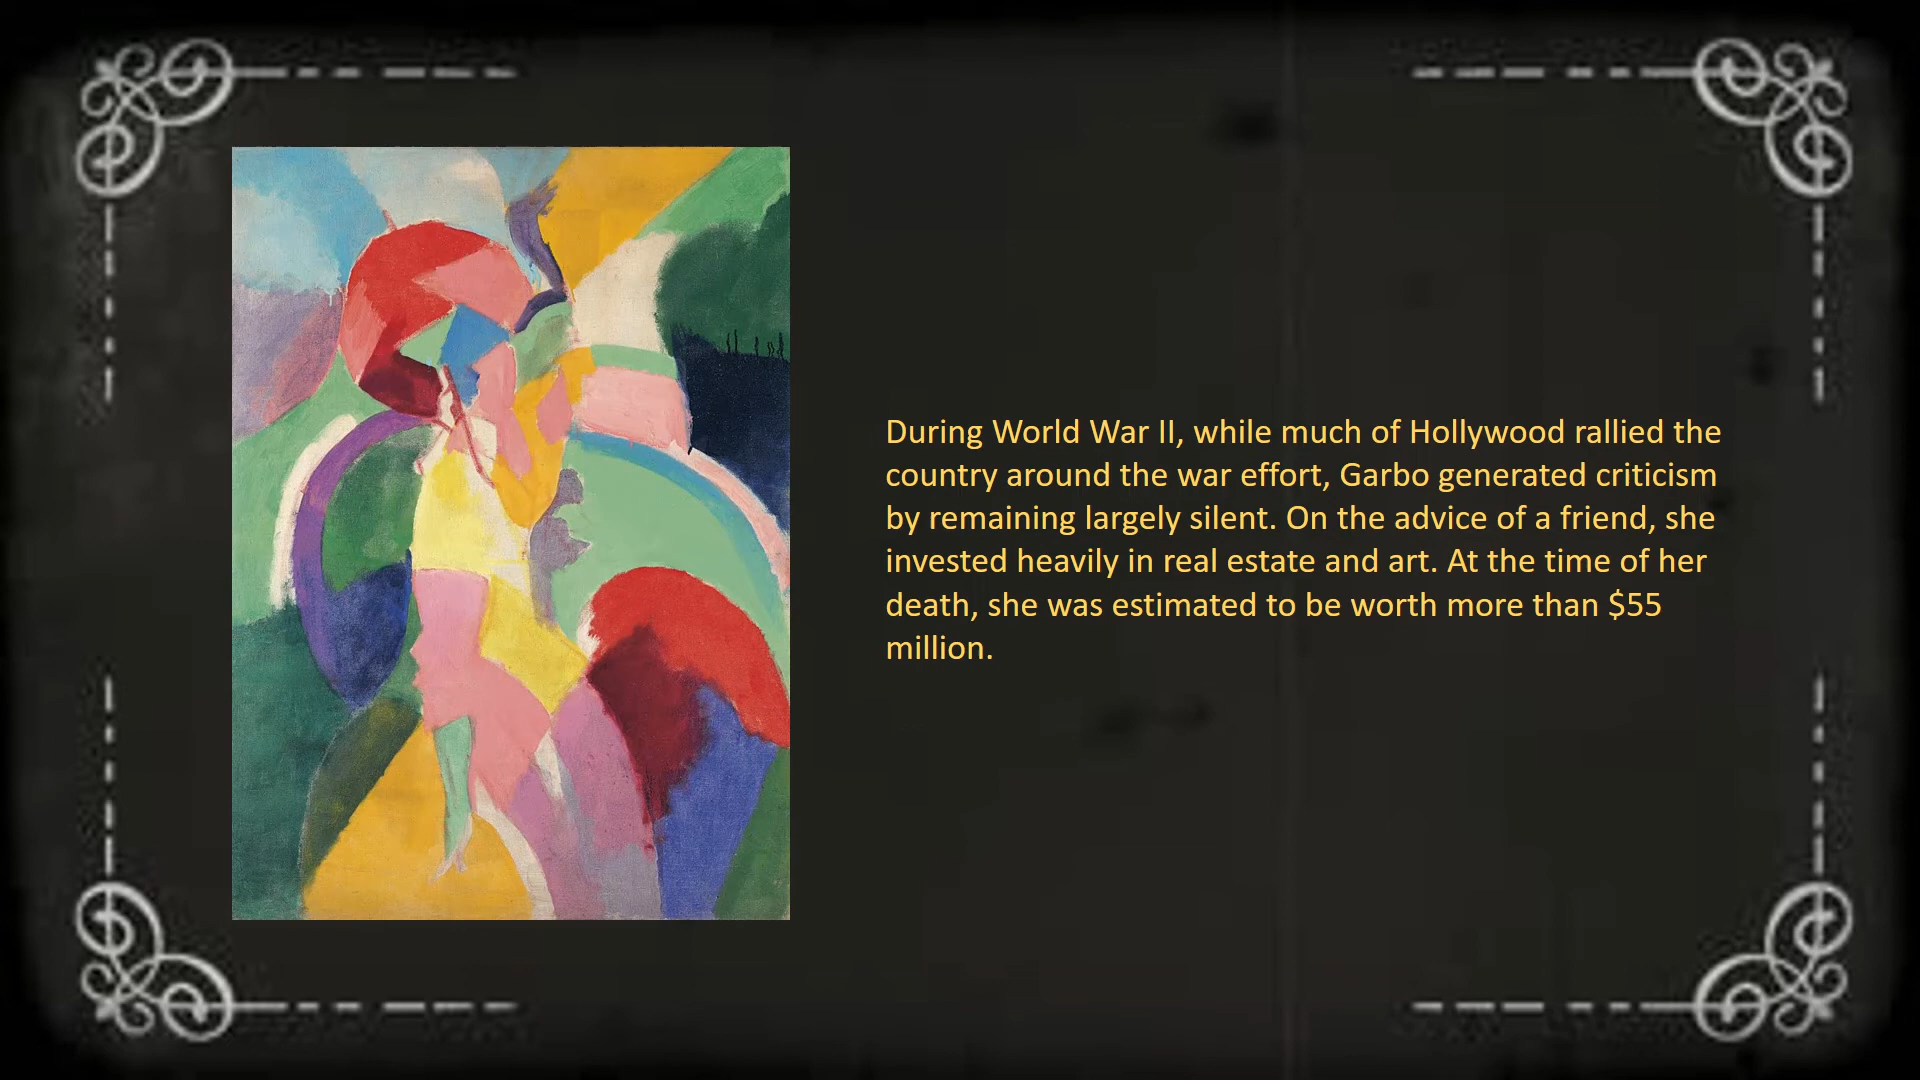 During World War II, while much of Hollywood rallied the
country around the war effort, Garbo generated criticism
by remaining largely silent. On the advice of a friend, she
invested heavily in real estate and art. At the time of her
death, she was estimated to be worth more than $55
million.